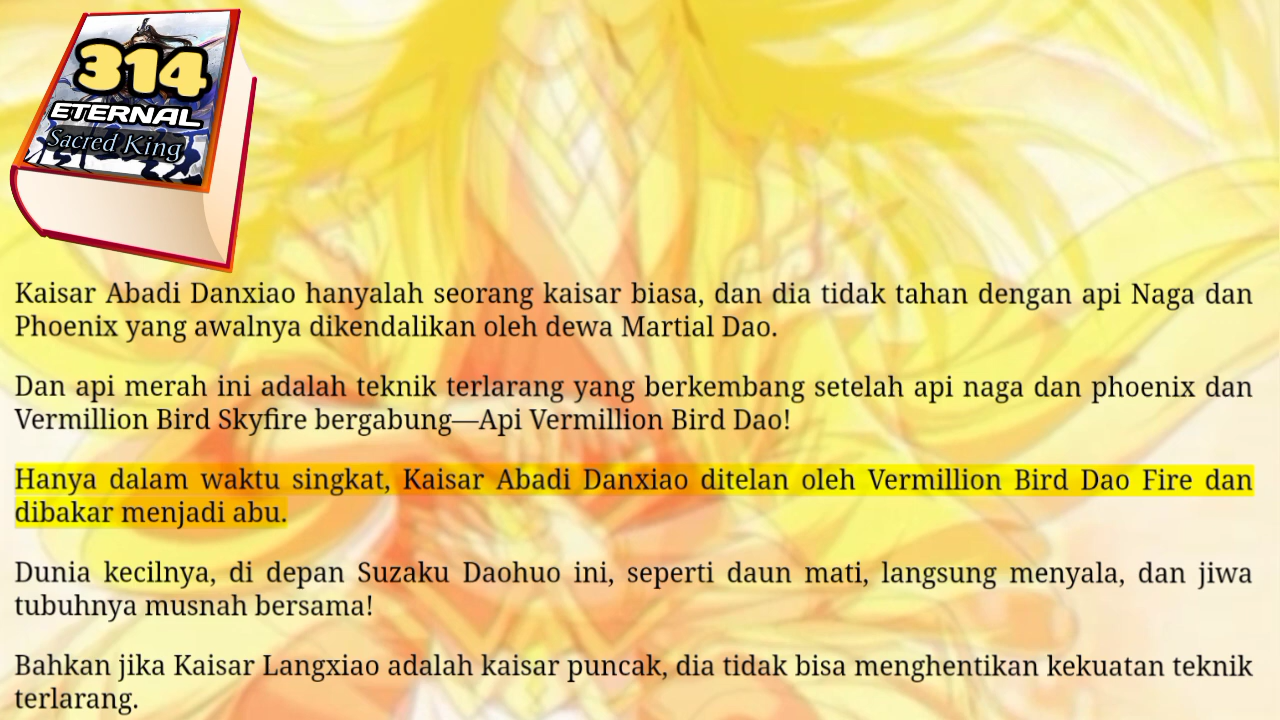 314
ETERNAL
Sacred King
Kaisar Abadi Danxiao hanyalah seorang kaisar biasa, dan dia tidak tahan dengan api Naga dan
Phoenix yang awalnya dikendalikan oleh dewa Martial Dao.
Dan api merah ini adalah teknik terlarang yang berkembang setelah api naga dan phoenix dan
Vermillion Bird Skyfire bergabung—Api Vermillion Bird Dao!
Hanya dalam waktu singkat, Kaisar Abadi Danxiao ditelan oleh Vermillion Bird Dao Fire dan
dibakar menjadi abu.
Dunia kecilnya, di depan Suzaku Daohuo ini, seperti daun mati, langsung menyala, dan jiwa
tubuhnya musnah bersama!
Bahkan jika Kaisar Langxiao adalah kaisar puncak, dia tidak bisa menghentikan kekuatan teknik
terlarang.